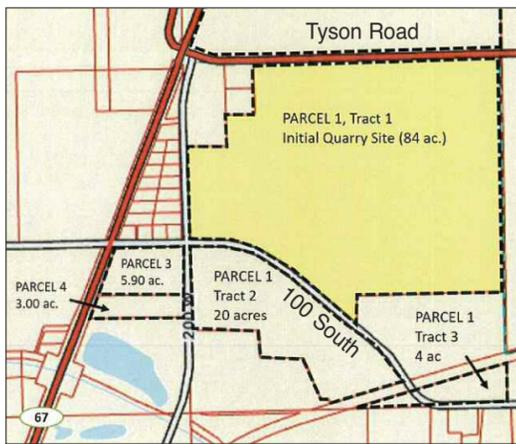 Tyson Road
PARCEL 1, Tract 1
Initial Quarry Site (84 ac.)
PARCEL 3
5.90 ac.
PARCEL 4
3.00 ac.
PARCEL 1
Tract 2
20 acres
200 W
100 South
PARCEL 1
Tract 3
4 ac
67